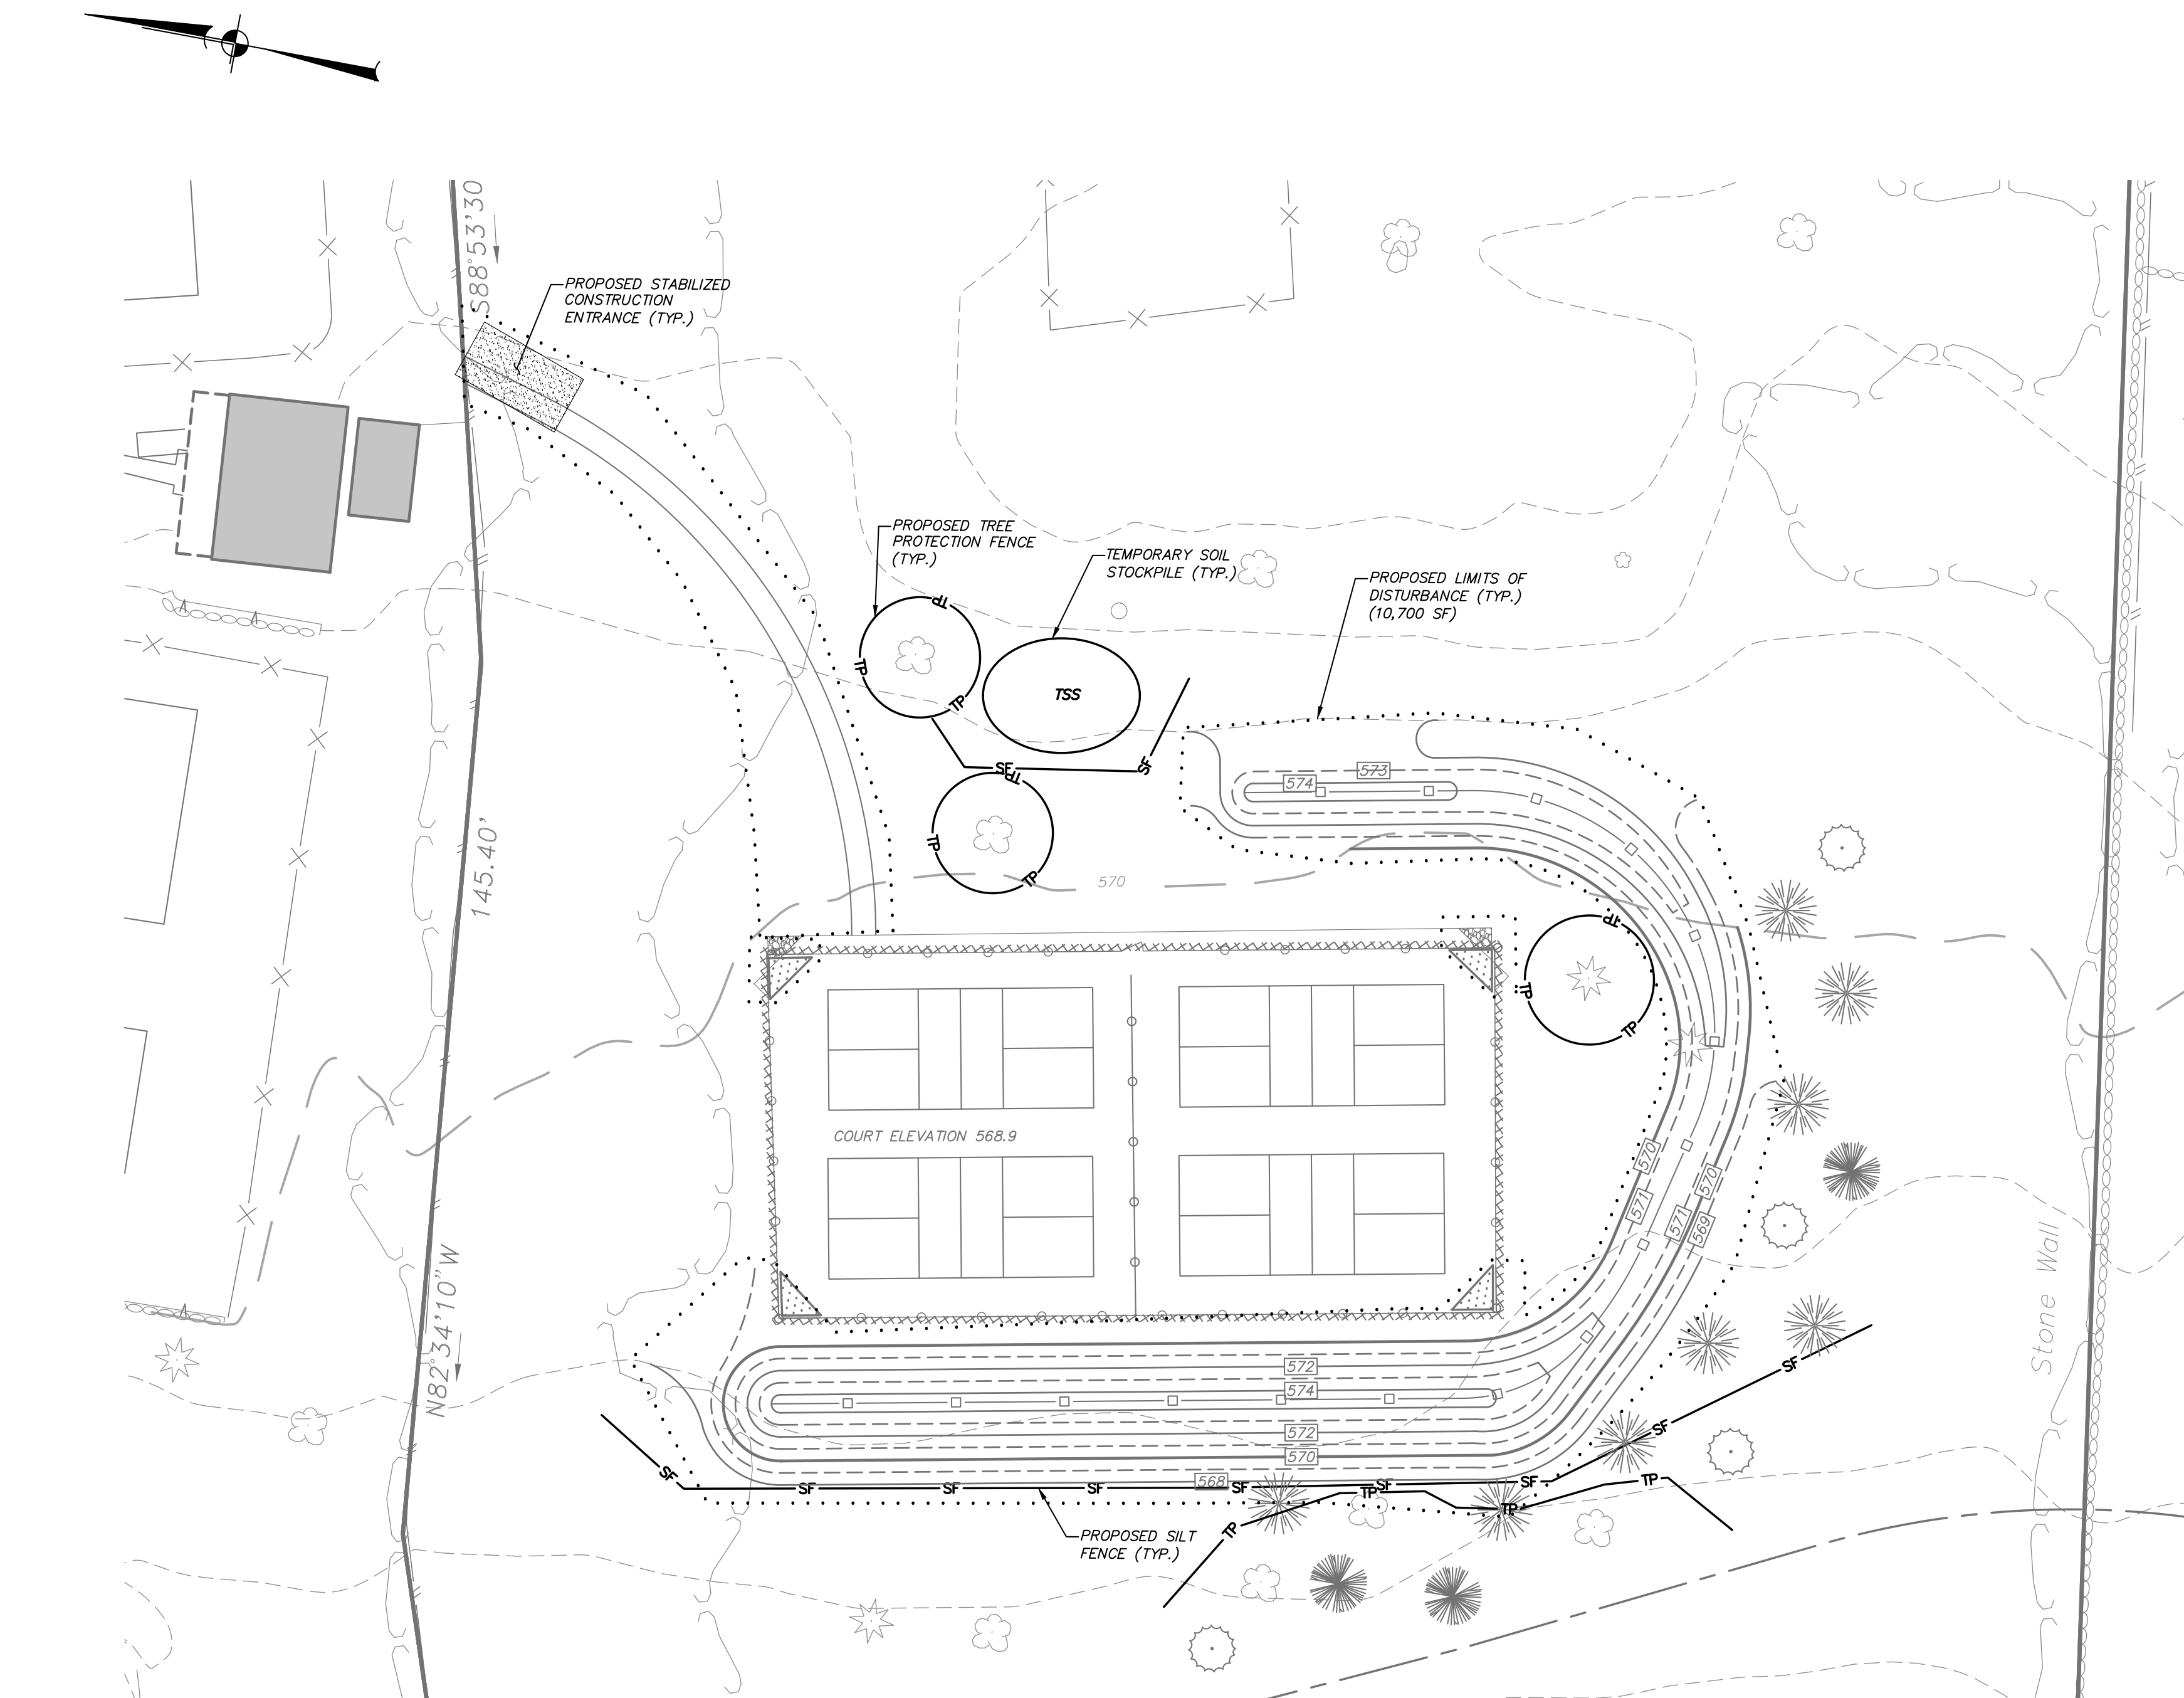 S88°53'30
PROPOSED STABILIZED
CONSTRUCTION
ENTRANCE (TYP.)
PROPOSED TREE
PROTECTION FENCE
(TYP.)
TEMPORARY SOIL
STOCKPILE (TYP.)
PROPOSED LIMITS OF
DISTURBANCE (TYP.)
(10,700 SF)
TP
TP
TP
TSS
SF
SF
TP
TP
TP
574
573
145.40'
570
TP
TP
TP
COURT ELEVATION 568.9
570
570
571
571
569
N82°34'10"W
Stone Wall
572
574
572
570
568
SF
SF
SF
SF
SF
SF
SF
SF
SF
TP
TP
TP
TP
PROPOSED SILT
FENCE (TYP.)